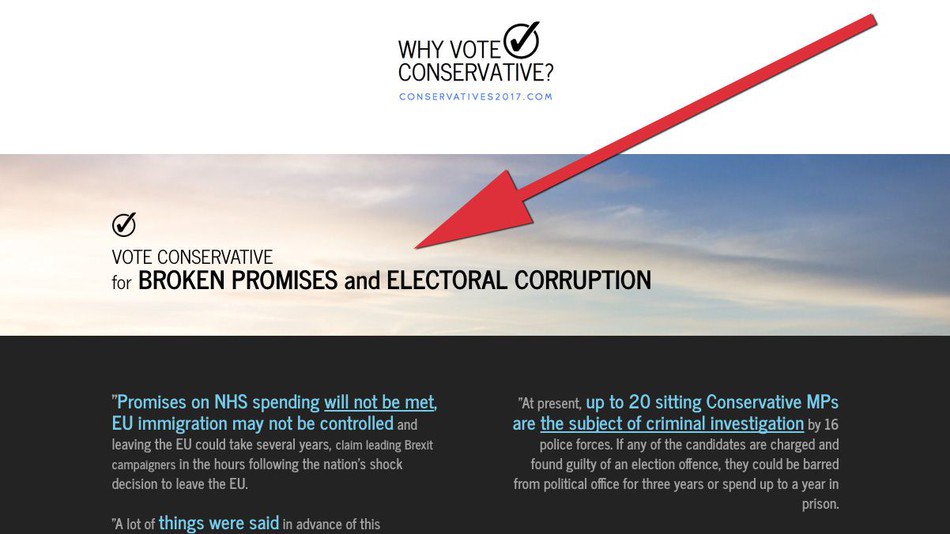 WHY VOTE
CONSERVATIVE?
CONSERVATIVES2017.COM
VOTE CONSERVATIVE
for BROKEN PROMISES and ELECTORAL CORRUPTION
"Promises on NHS spending will not be met,
EU immigration may not be controlled and
leaving the EU could take several years, claim leading Brexit
campaigners in the hours following the nation's shock
decision to leave the EU.
"A lot of things were said in advance of this
"At present, up to 20 sitting Conservative MPs
are the subject of criminal investigation by 16
police forces. If any of the candidates are charged and
found guilty of an election offence, they could be barred
from political office for three years or spend up to a year in
prison.